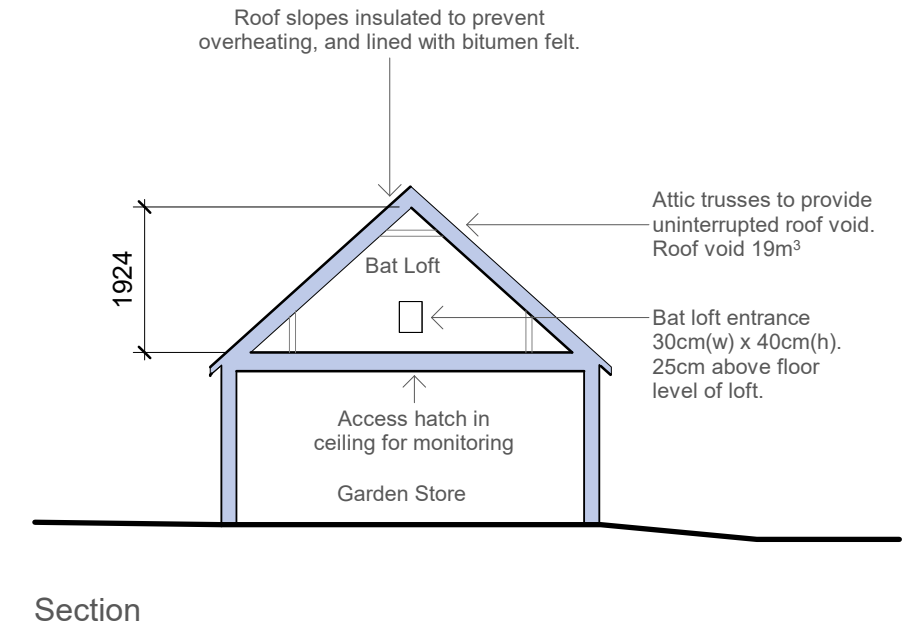 Roof slopes insulated to prevent
overheating, and lined with bitumen felt.
Attic trusses to provide
uninterrupted roof void.
Roof void 19m³
1924
Bat Loft
Bat loft entrance
30cm(w) x 40cm(h).
25cm above floor
level of loft.
Access hatch in
ceiling for monitoring
Garden Store
Section